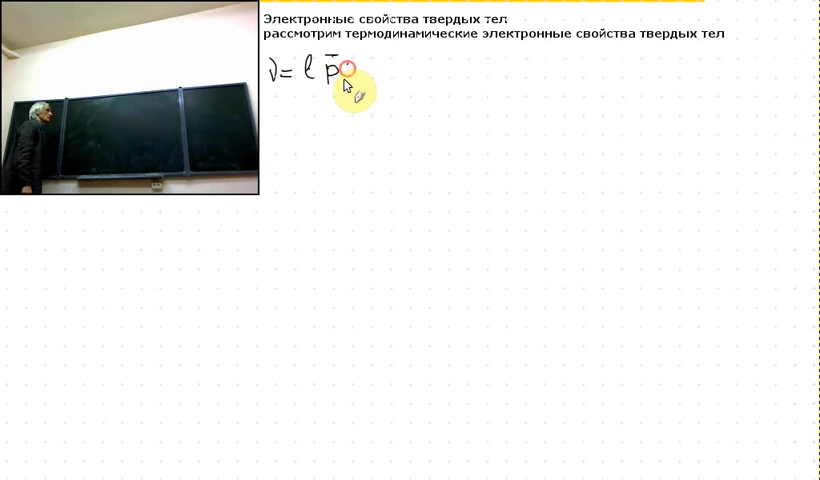 Электронные свойства твердых тел
рассмотрим термодинамические электронные свойства твердых тел
ν = l p̄